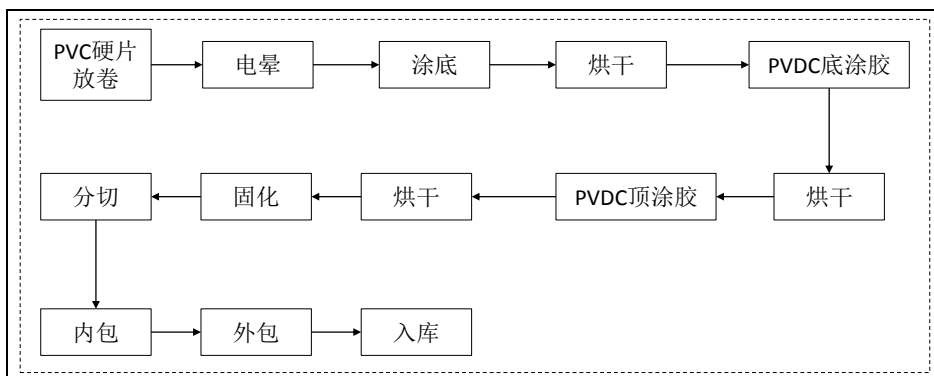 PVC硬片
放卷
电晕
涂底
烘干
PVDC底涂胶
烘干
PVDC顶涂胶
烘干
固化
分切
内包
外包
入库